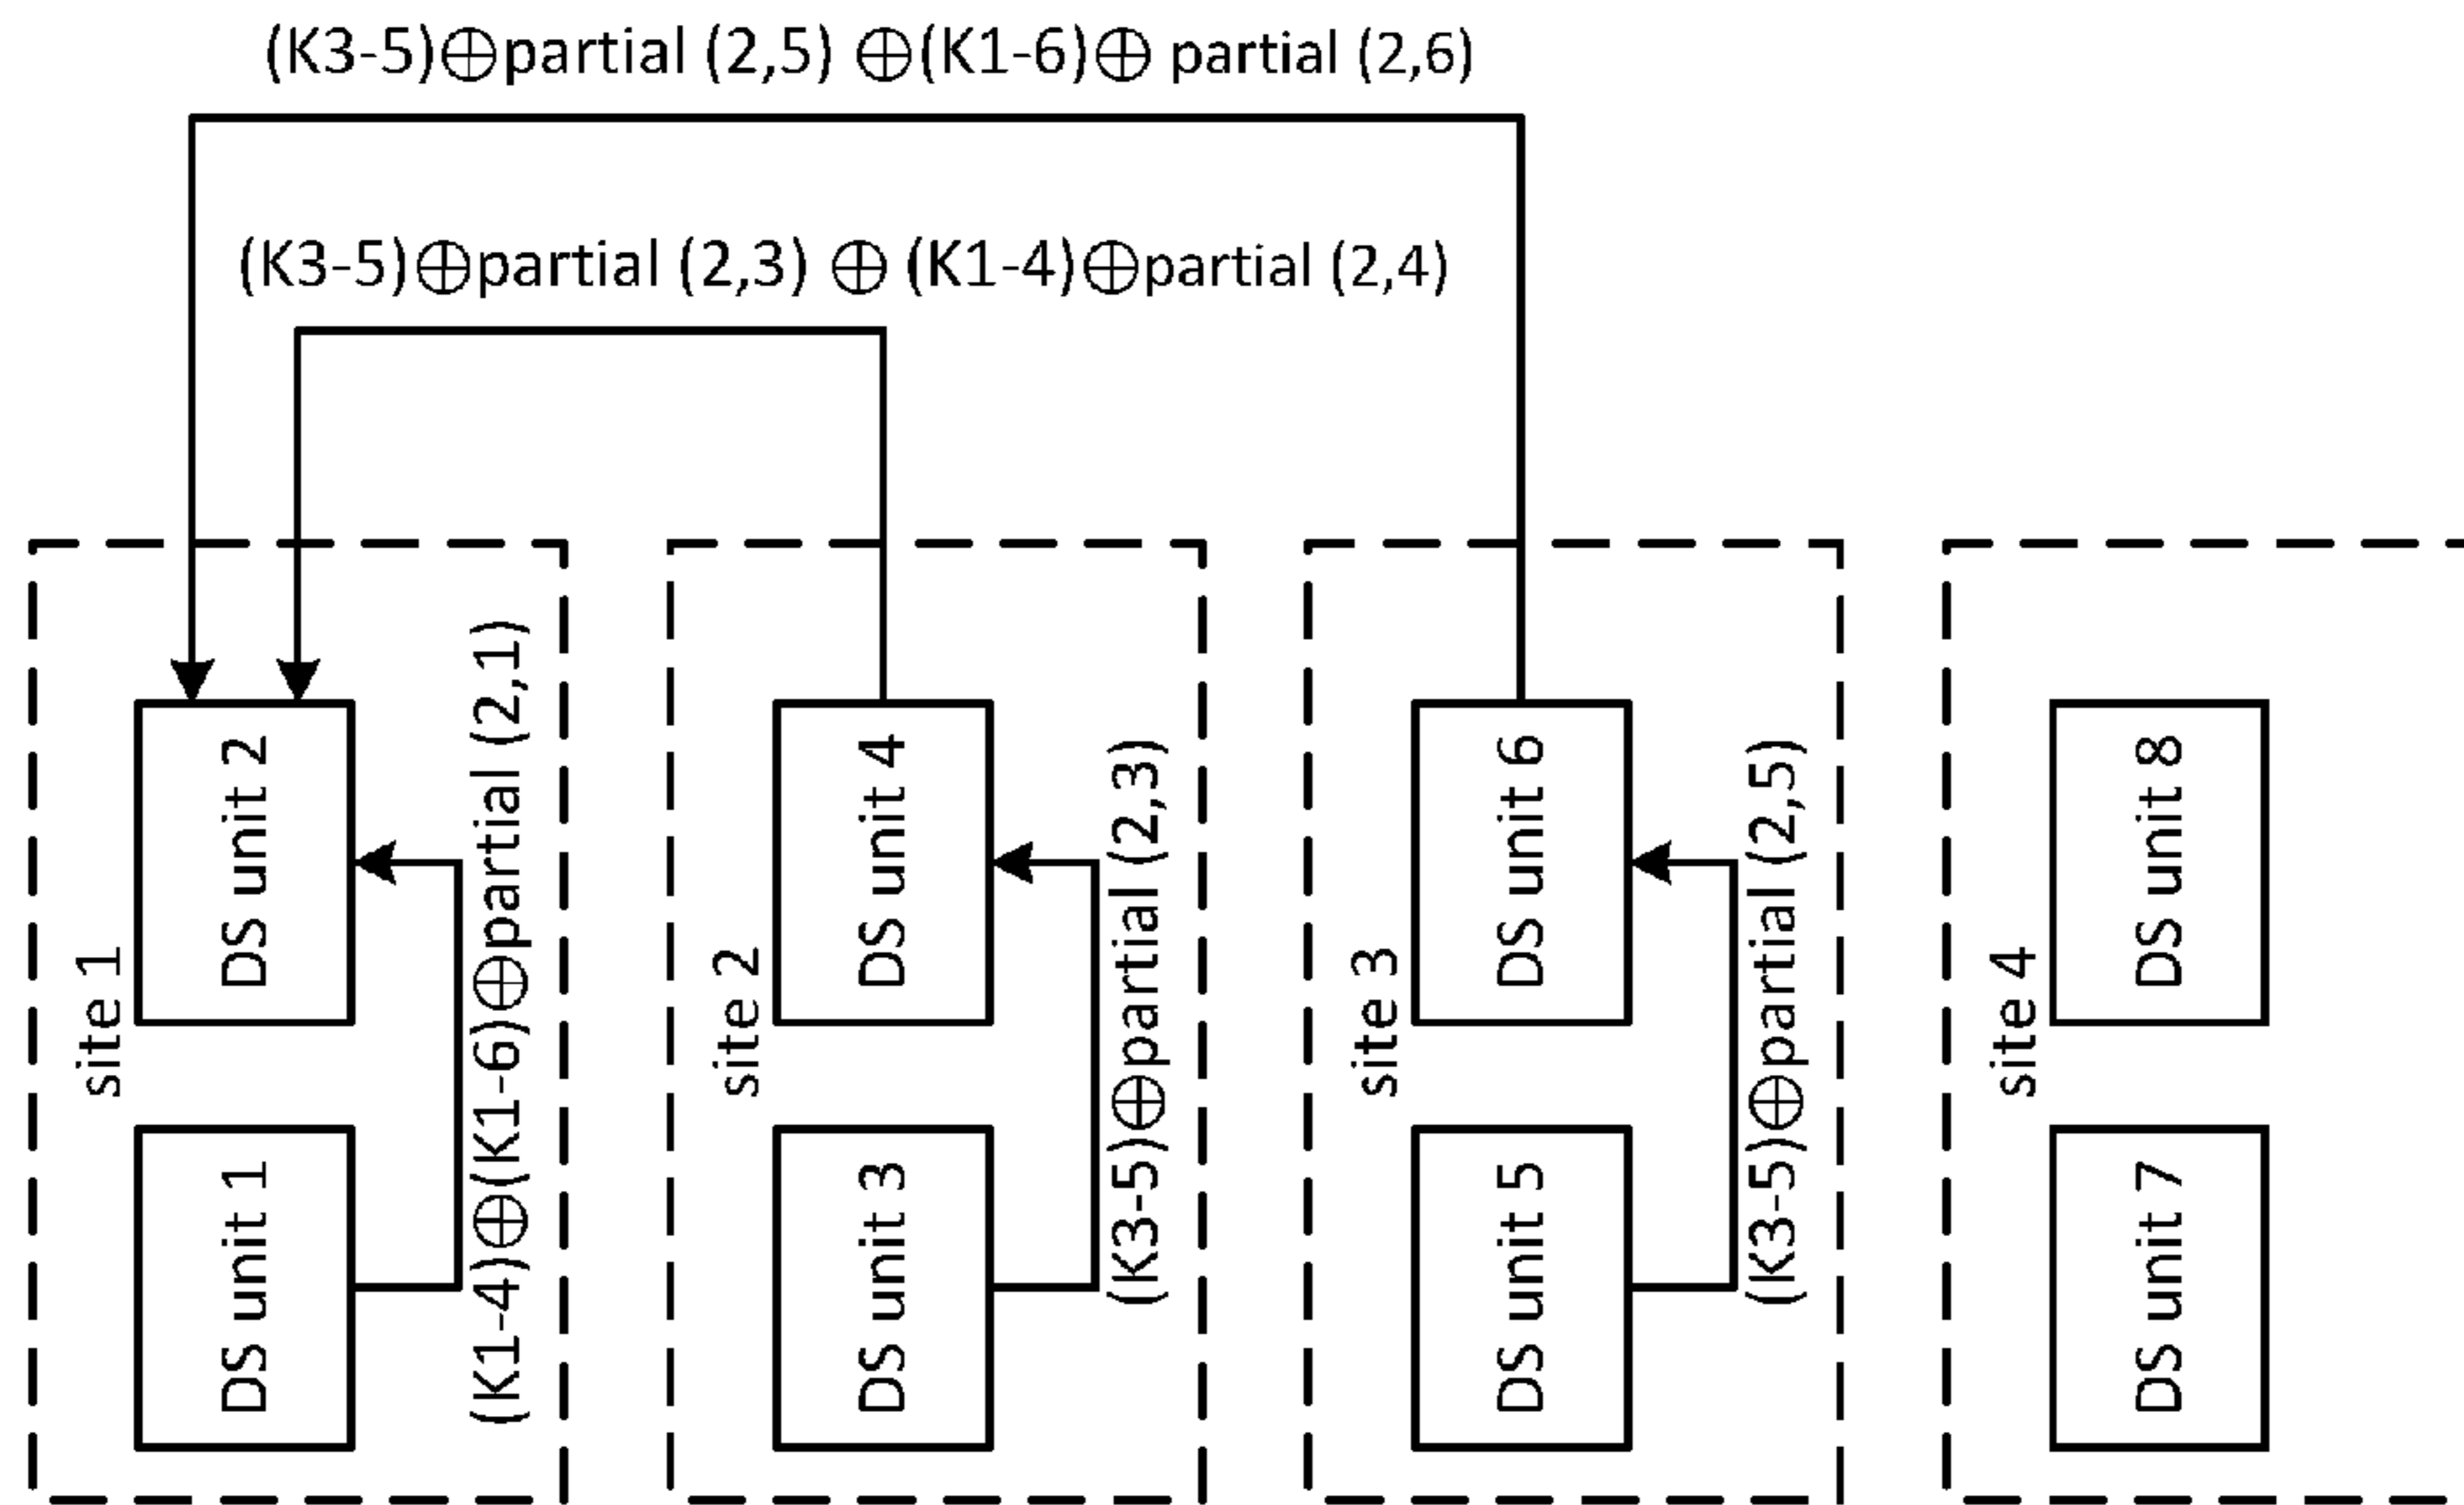 (K3-5)⊕partial (2,5) ⊕(K1-6)⊕ partial (2,6)
(K3-5)⊕partial (2,3) ⊕ (K1-4)⊕partial (2,4)
site 1
DS unit 2
DS unit 1
(K1-4)⊕(K1-6)⊕partial (2,1)
site 2
DS unit 4
DS unit 3
(K3-5)⊕partial (2,3)
site 3
DS unit 6
DS unit 5
(K3-5)⊕partial (2,5)
site 4
DS unit 8
DS unit 7